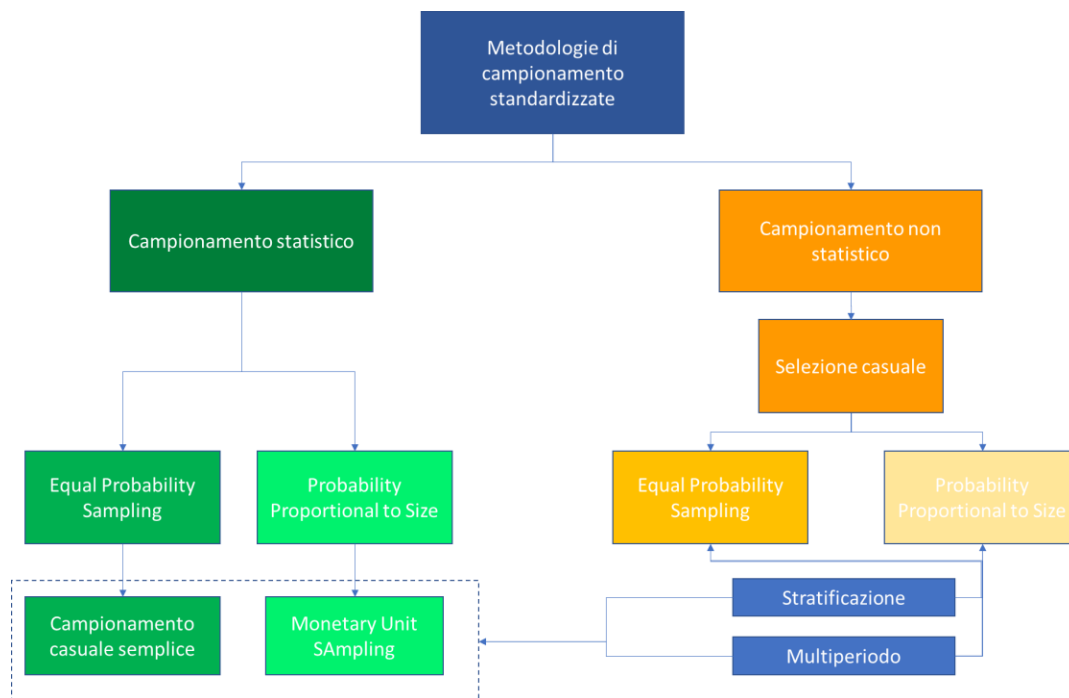 Metodologie di
campionamento
standardizzate
Campionamento statistico
Campionamento non
statistico
Selezione casuale
Equal Probability
Sampling
Probability
Proportional to Size
Equal Probability
Sampling
Probability
Proportional to Size
Campionamento
casuale semplice
Monetary Unit
SAmpling
Stratificazione
Multiperiodo